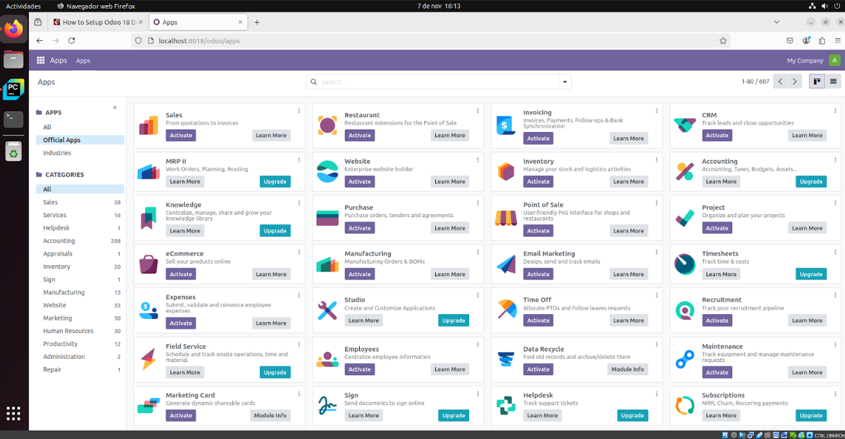 Actividades
Navegador web Firefox
7 de nov 16:13
How to Setup Odoo 18 D
Apps
localhost:8018/odoo/apps
Apps
Apps
My Company
A
Apps
Search...
1-80 / 607
APPS
All
Official Apps
Industries
CATEGORIES
All
Sales 58
Services 16
Helpdesk 1
Accounting 208
Appraisals 1
Inventory 20
Sign 1
Manufacturing 13
Website 33
Marketing 30
Human Resources 30
Productivity 12
Administration 2
Repair 1
Sales
From quotations to invoices
Activate
Learn More
Restaurant
Restaurant extensions for the Point of Sale
Activate
Learn More
Invoicing
Invoices, Payments, Follow-ups & Bank
Synchronization
Activate
Learn More
CRM
Track leads and close opportunities
Activate
Learn More
MRP II
Work Orders, Planning, Routing
Learn More
Upgrade
Website
Enterprise website builder
Activate
Learn More
Inventory
Manage your stock and logistics activities
Activate
Learn More
Accounting
Accounting, Taxes, Budgets, Assets...
Learn More
Upgrade
Knowledge
Centralize, manage, share and grow your
Knowledge library
Learn More
Upgrade
Purchase
Purchase orders, tenders and agreements
Activate
Learn More
Point of Sale
User-friendly PoS interface for shops and
restaurants
Activate
Learn More
Project
Organize and plan your projects
Activate
Learn More
eCommerce
Sell your products online
Activate
Learn More
Manufacturing
Manufacturing Orders & BOMs
Activate
Learn More
Email Marketing
Design, send and track emails
Activate
Learn More
Timesheets
Track time & costs
Learn More
Upgrade
Expenses
Submit, validate and reinvoice employee
expenses
Activate
Learn More
Studio
Create and Customize Applications
Learn More
Upgrade
Time Off
Allocate PTOs and follow leaves requests
Activate
Learn More
Recruitment
Track your recruitment pipeline
Activate
Learn More
Field Service
Schedule and track onsite operations, time and
material
Learn More
Upgrade
Employees
Centralize employee information
Activate
Learn More
Data Recycle
Find old records and archive/delete them
Activate
Module Info
Maintenance
Track equipment and manage maintenance
requests
Activate
Learn More
Marketing Card
Generate dynamic shareable cards
Activate
Module Info
Sign
Send documents to sign online
Learn More
Upgrade
Helpdesk
Track support tickets
Learn More
Upgrade
Subscriptions
MRR, Churn, Recurring payments
Learn More
Upgrade